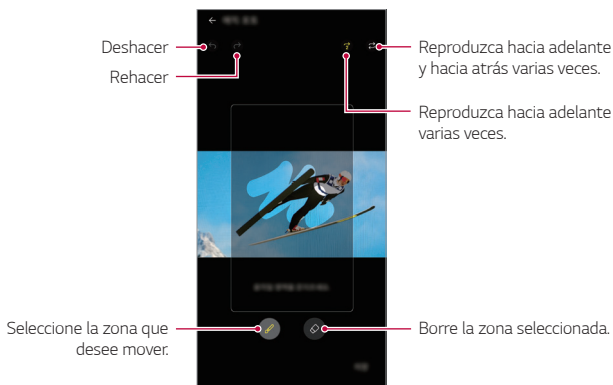 Deshacer
Rehacer
Reproduzca hacia adelante
y hacia atrás varias veces.
Reproduzca hacia adelante
varias veces.
Seleccione la zona que
desee mover.
Borre la zona seleccionada.